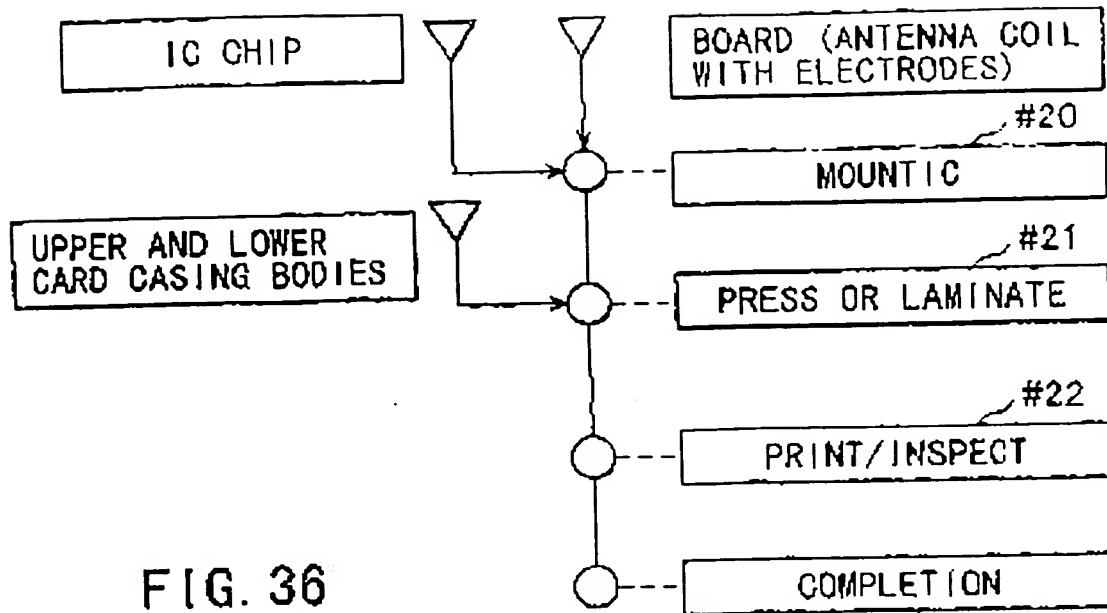 IC CHIP
BOARD (ANTENNA COIL
WITH ELECTRODES)
#20
MOUNTIC
UPPER AND LOWER
CARD CASING BODIES
#21
PRESS OR LAMINATE
#22
PRINT/INSPECT
COMPLETION
FIG. 36